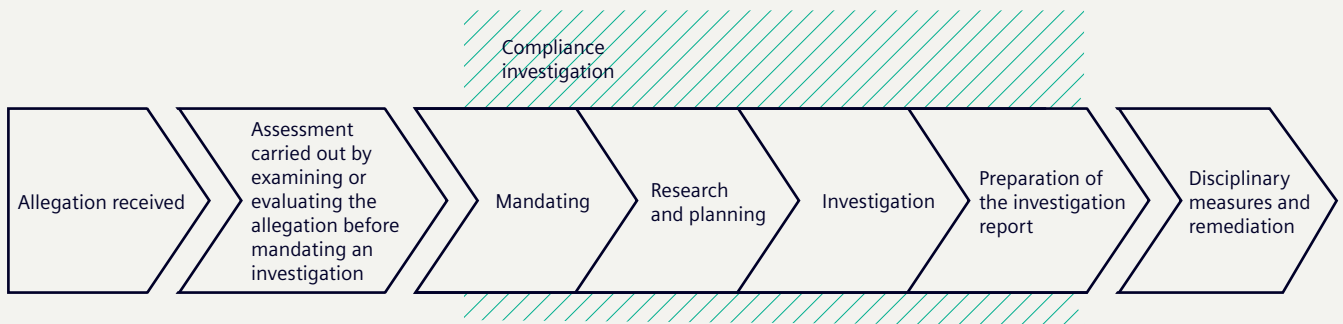 Compliance
investigation
Allegation received
Assessment
carried out by
examining or
evaluating the
allegation before
mandating an
investigation
Mandating
Research
and planning
Investigation
Preparation of
the investigation
report
Disciplinary
measures and
remediation